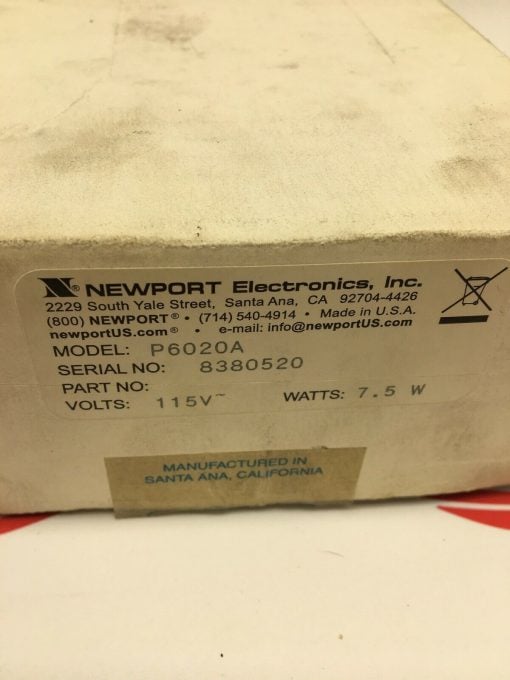 N® NEWPORT Electronics, Inc.
2229 South Yale Street, Santa Ana, CA 92704-4426
(800) NEWPORT® • (714) 540-4914 • Made in U.S.A.
newportUS.com® • e-mail: info@newportUS.com
MODEL: P6020A
SERIAL NO: 8380520
PART NO:
VOLTS: 115V~ WATTS: 7.5 W
MANUFACTURED IN
SANTA ANA, CALIFORNIA